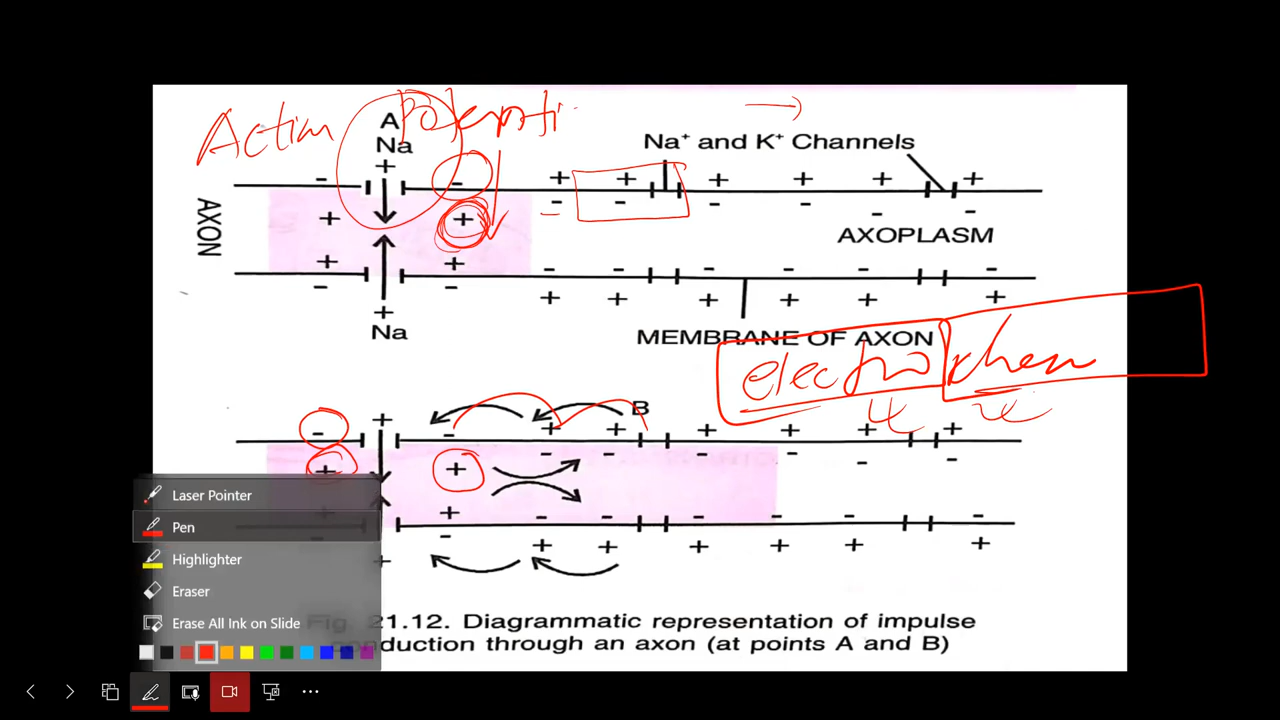 Action Potenti
A
Na
+
Na⁺ and K⁺ Channels
- - + + + + + +
+ + - - - - - -
AXON
AXOPLASM
+ + - - - - - -
- - + + + + + +
+
Na
MEMBRANE OF AXON
electro chem
B
+
- - + + + + + +
+ + - - - - - -
Laser Pointer
Pen
Highlighter
Eraser
Erase All Ink on Slide
+ - - - - - -
- + + + + + +
+
Fig. 21.12. Diagrammatic representation of impulse
conduction through an axon (at points A and B)